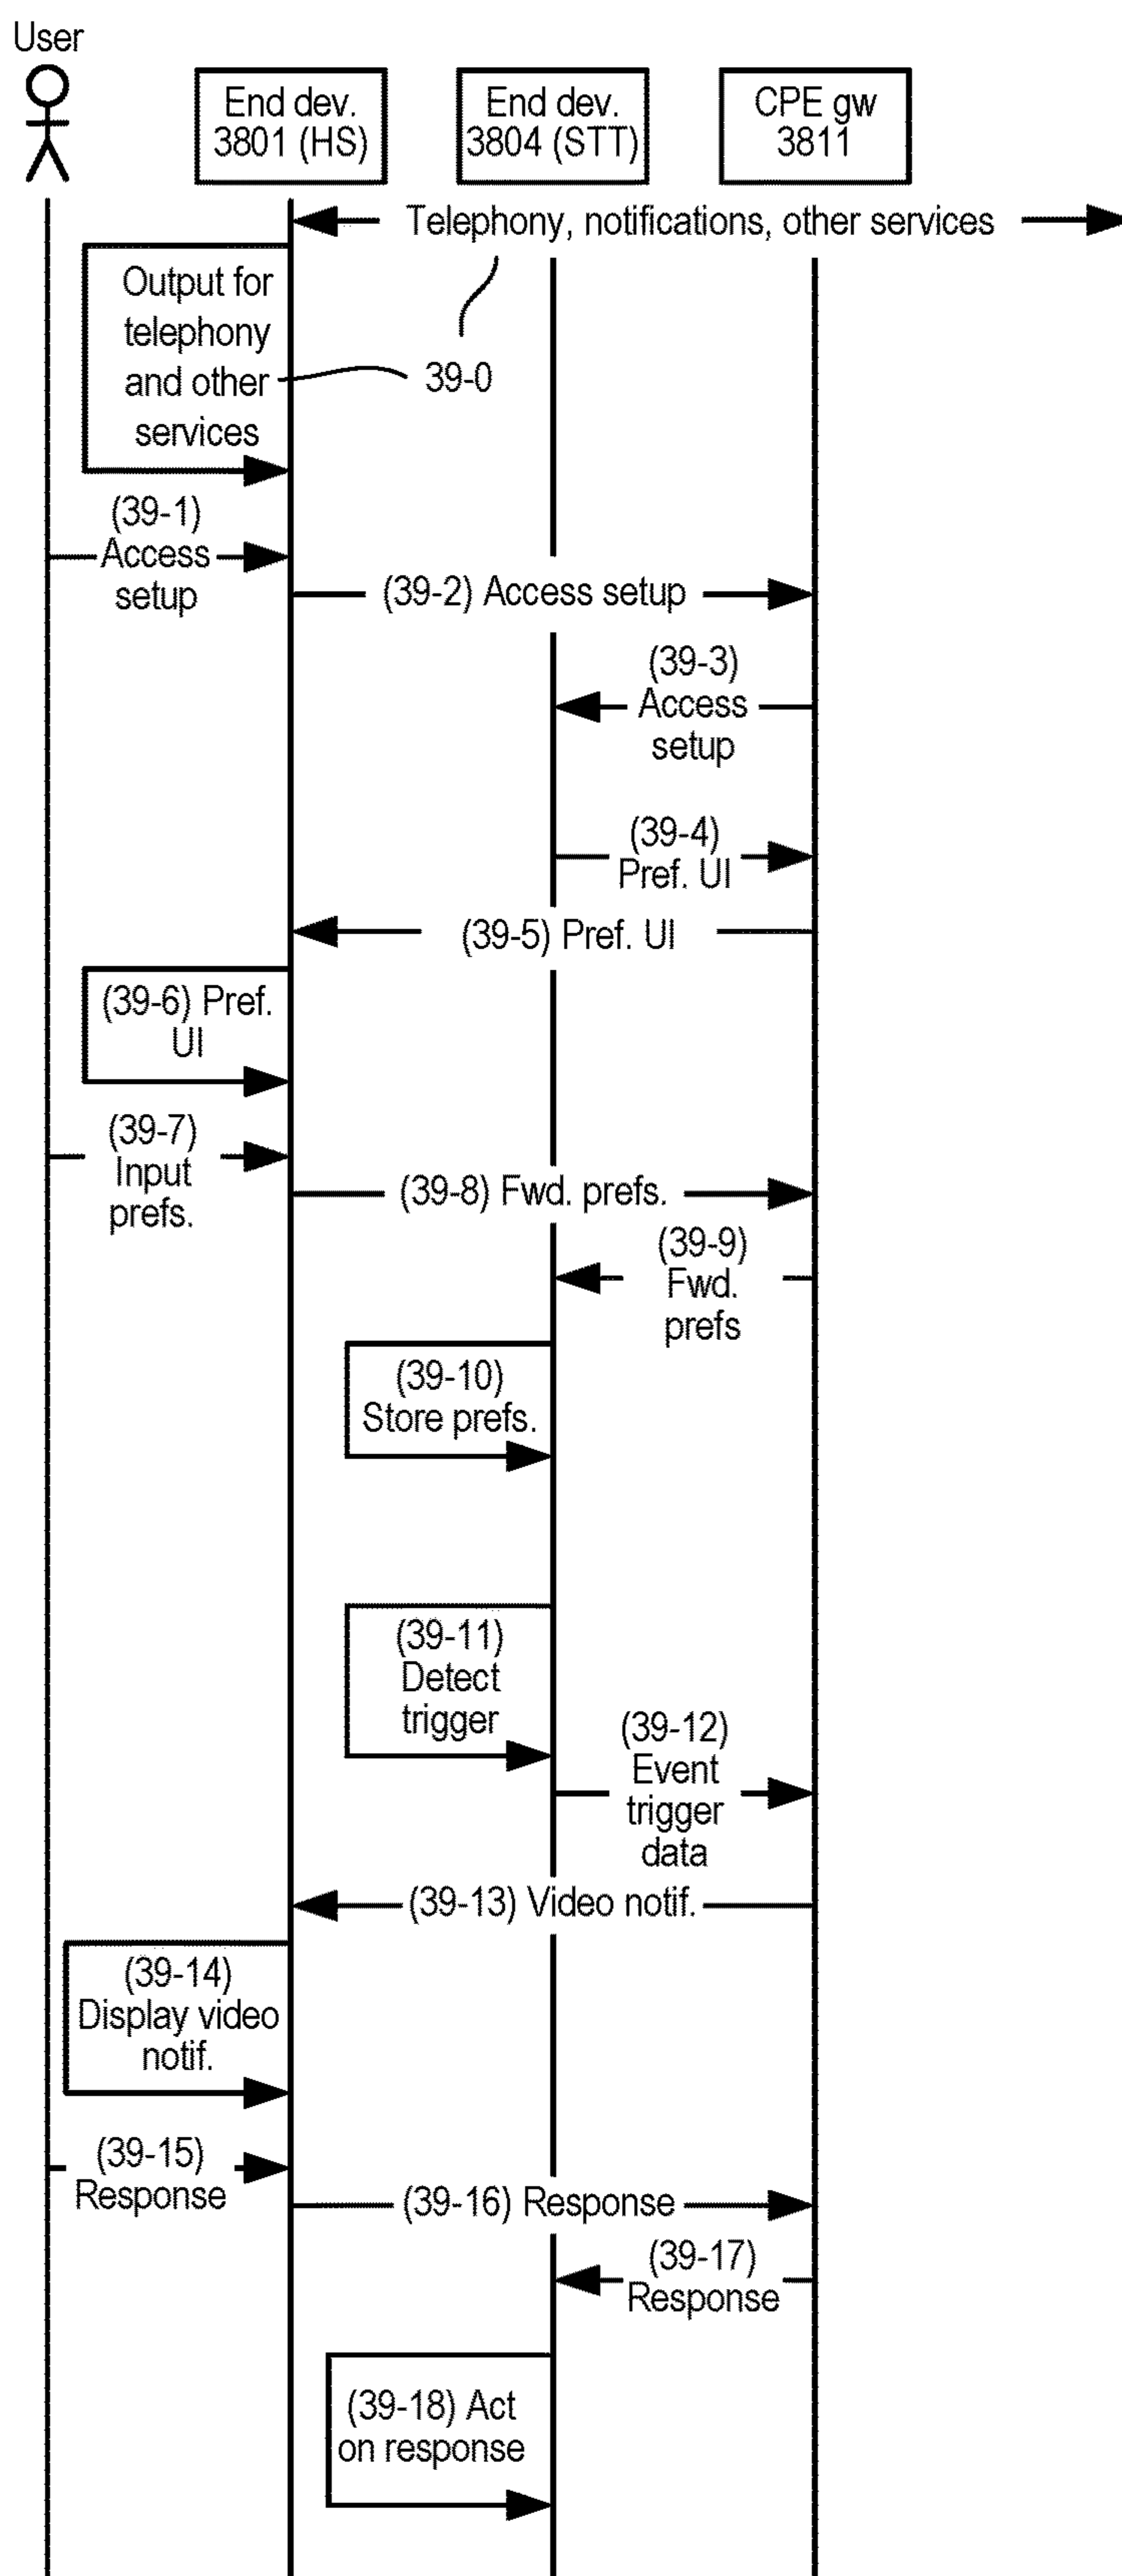 User
End dev.
3801 (HS)
End dev.
3804 (STT)
CPE gw
3811
Telephony, notifications, other services
Output for
telephony
and other
services
39-0
(39-1)
Access
setup
(39-2) Access setup
(39-3)
Access
setup
(39-4)
Pref. UI
(39-5) Pref. UI
(39-6) Pref.
UI
(39-7)
Input
prefs.
(39-8) Fwd. prefs.
(39-9)
Fwd.
prefs
(39-10)
Store prefs.
(39-11)
Detect
trigger
(39-12)
Event
trigger
data
(39-13) Video notif.
(39-14)
Display video
notif.
(39-15)
Response
(39-16) Response
(39-17)
Response
(39-18) Act
on response